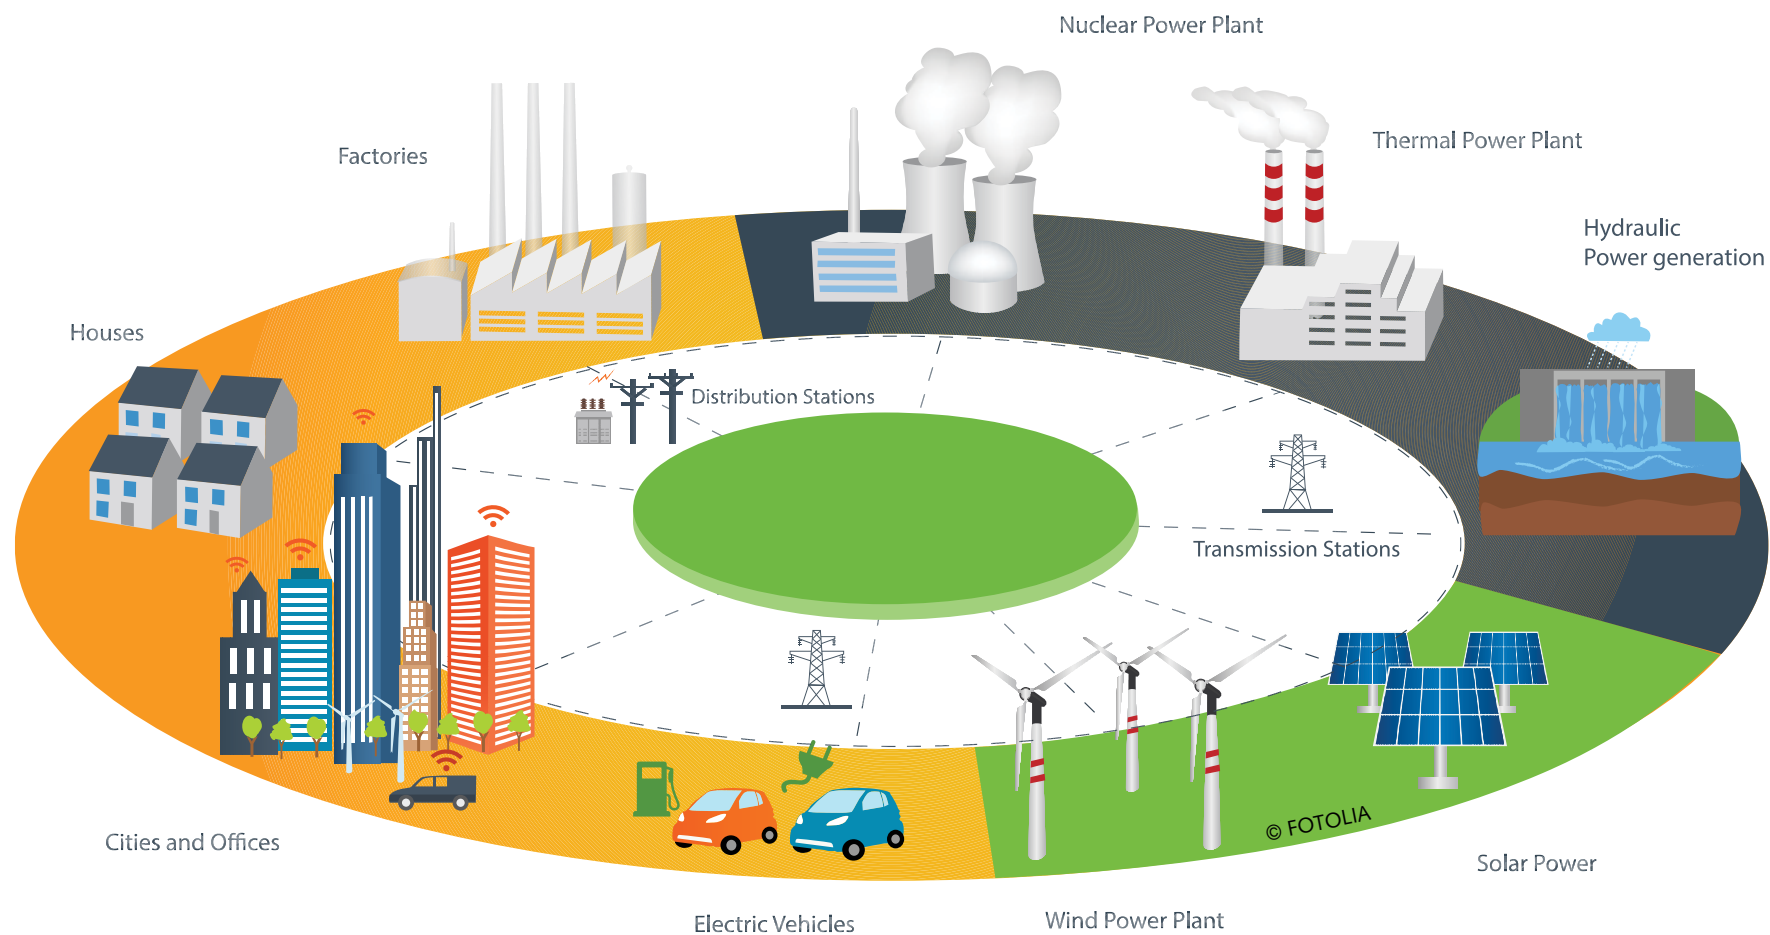 Nuclear Power Plant
Thermal Power Plant
Factories
Hydraulic
Power generation
Houses
Distribution Stations
Transmission Stations
© FOTOLIA
Cities and Offices
Solar Power
Electric Vehicles
Wind Power Plant